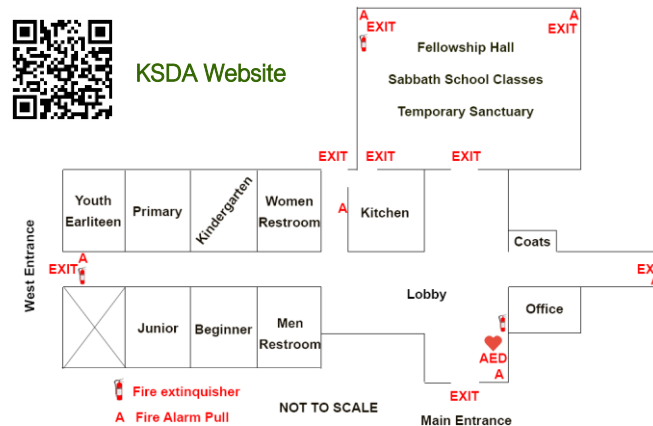 KSDA Website
A
EXIT
A
EXIT
Fellowship Hall
Sabbath School Classes
Temporary Sanctuary
EXIT
EXIT
EXIT
Youth
Earliteen
Primary
Kindergarten
Women
Restroom
A
Kitchen
Coats
West Entrance
A
EXIT
Lobby
EX
A
Office
Junior
Beginner
Men
Restroom
AED
A
EXIT
Main Entrance
Fire extinquisher
A Fire Alarm Pull
NOT TO SCALE